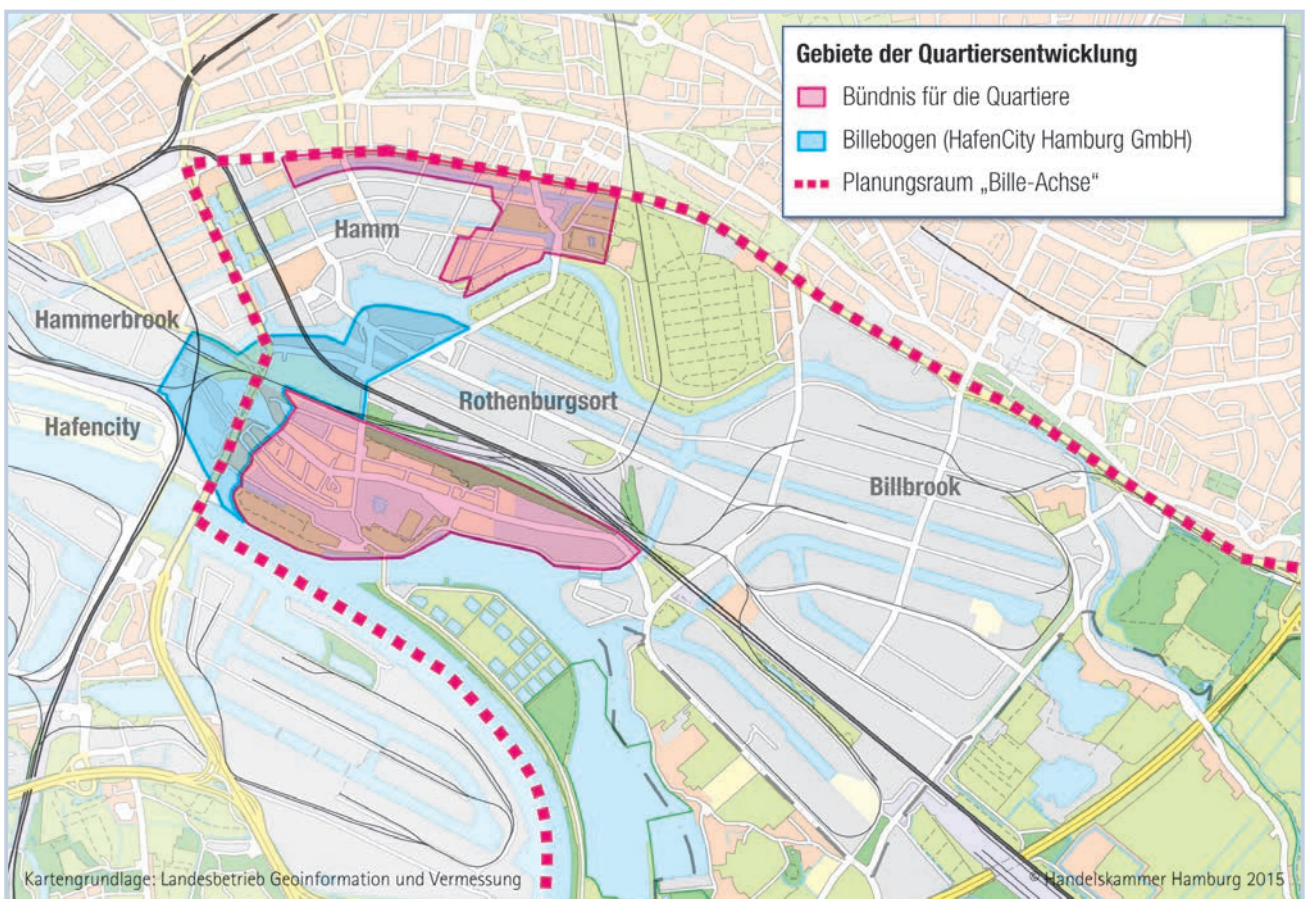 Gebiete der Quartiersentwicklung
Bündnis für die Quartiere
Billebogen (HafenCity Hamburg GmbH)
Planungsraum „Bille-Achse“
Hamm
Hammerbrook
Rothenburgsort
Hafencity
Billbrook
Kartengrundlage: Landesbetrieb Geoinformation und Vermessung
© Handelskammer Hamburg 2015